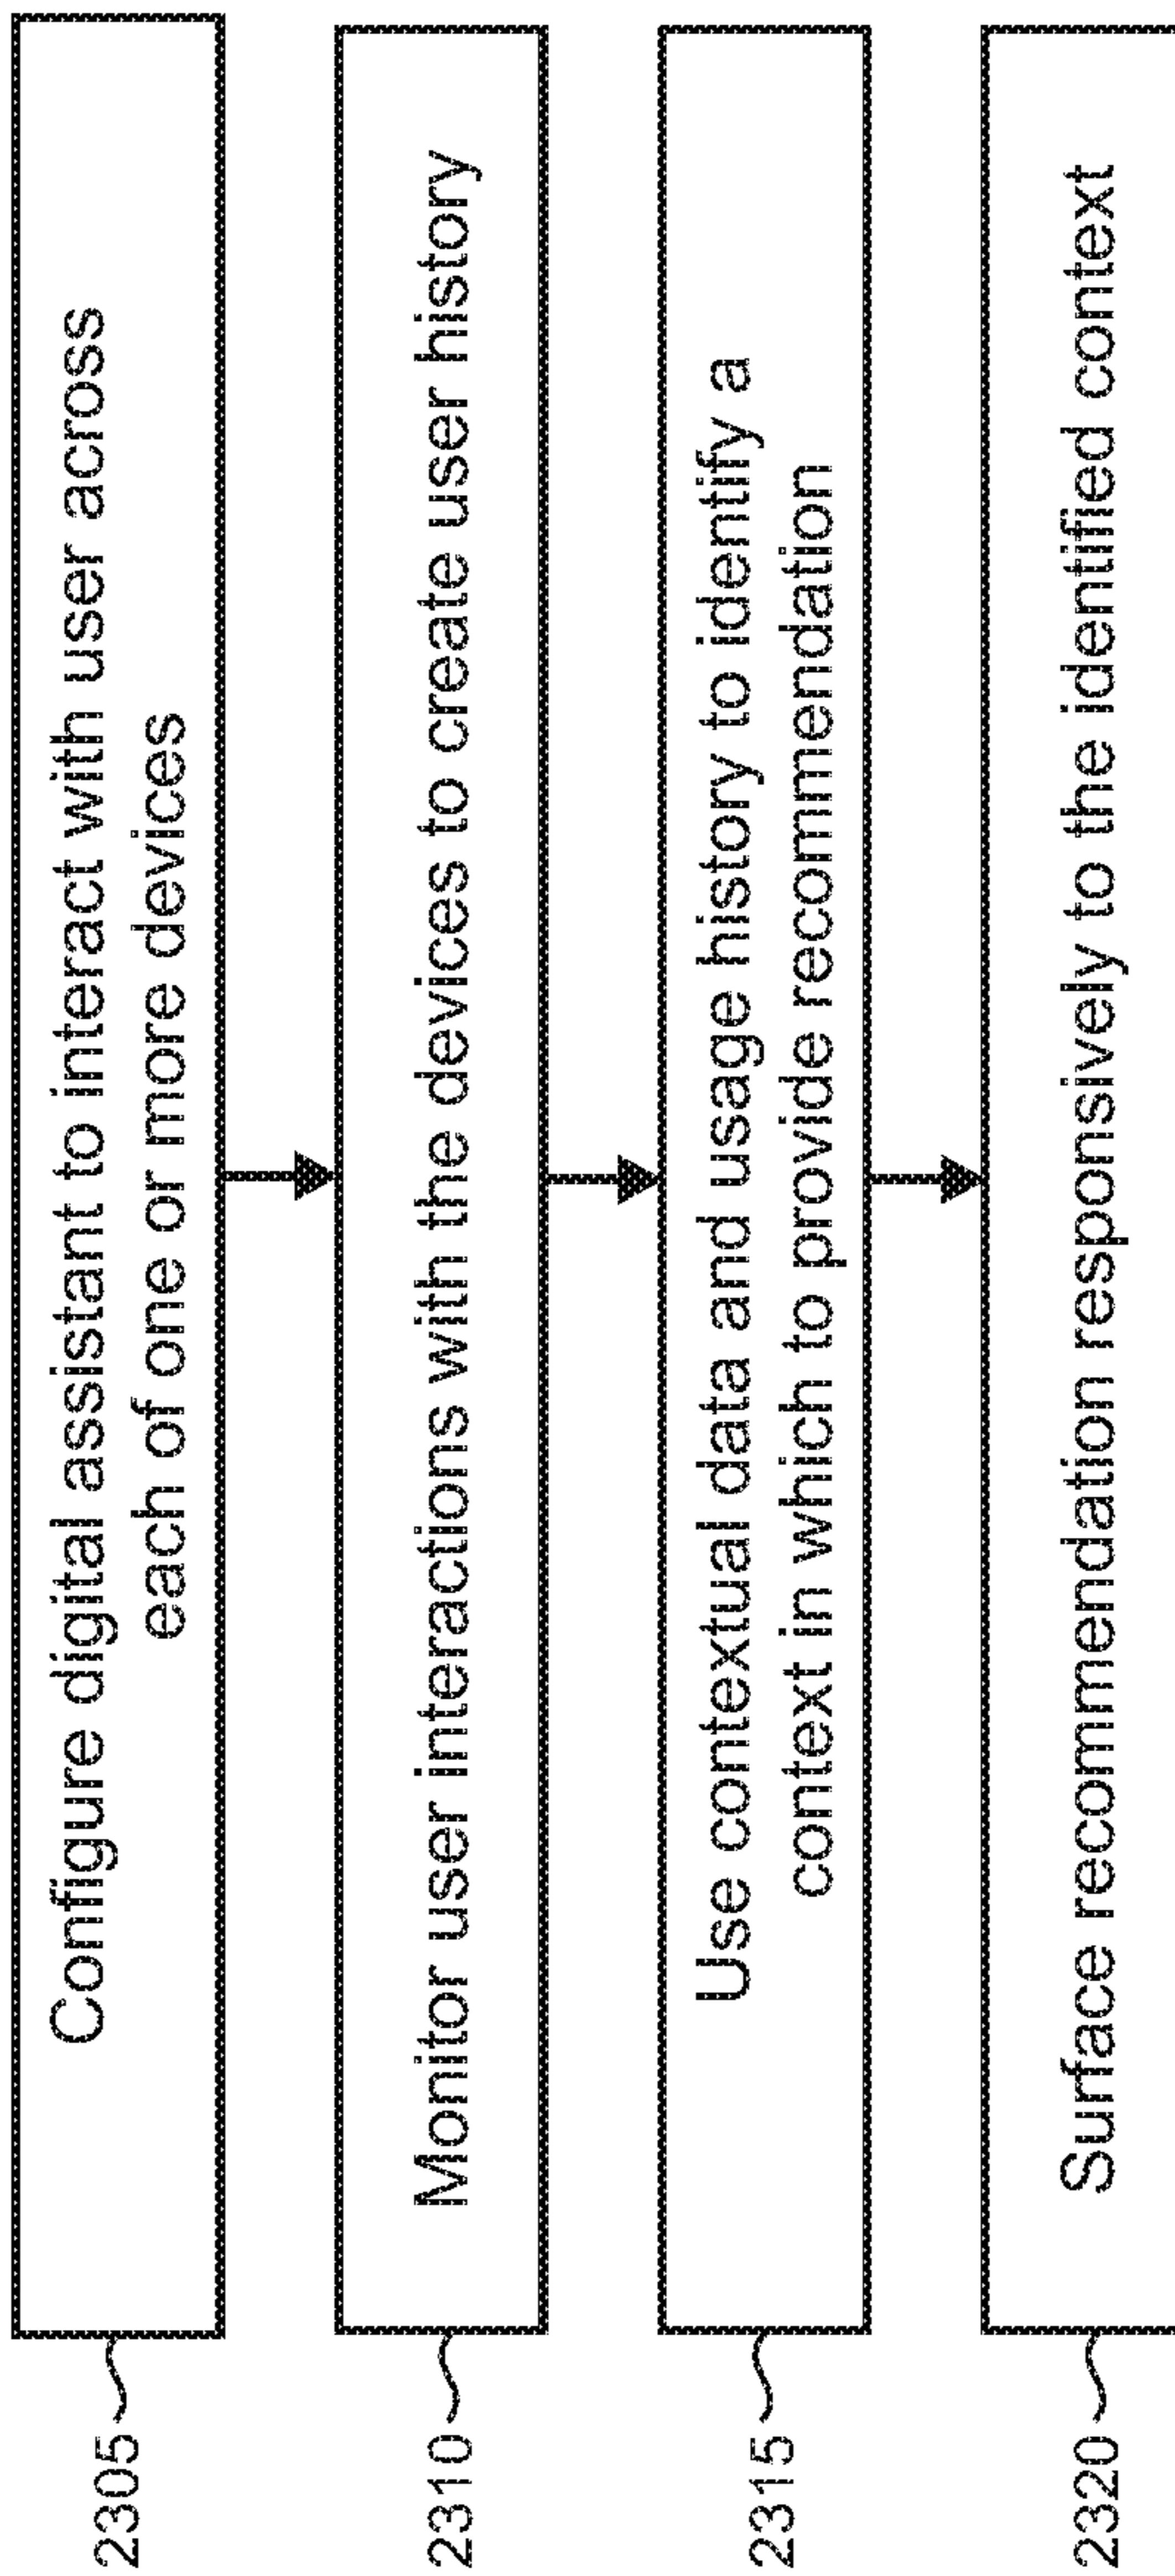 2305
Configure digital assistant to interact with user across
each of one or more devices
2310
Monitor user interactions with the devices to create user history
2315
Use contextual data and usage history to identify a
context in which to provide recommendation
2320
Surface recommendation responsively to the identified context